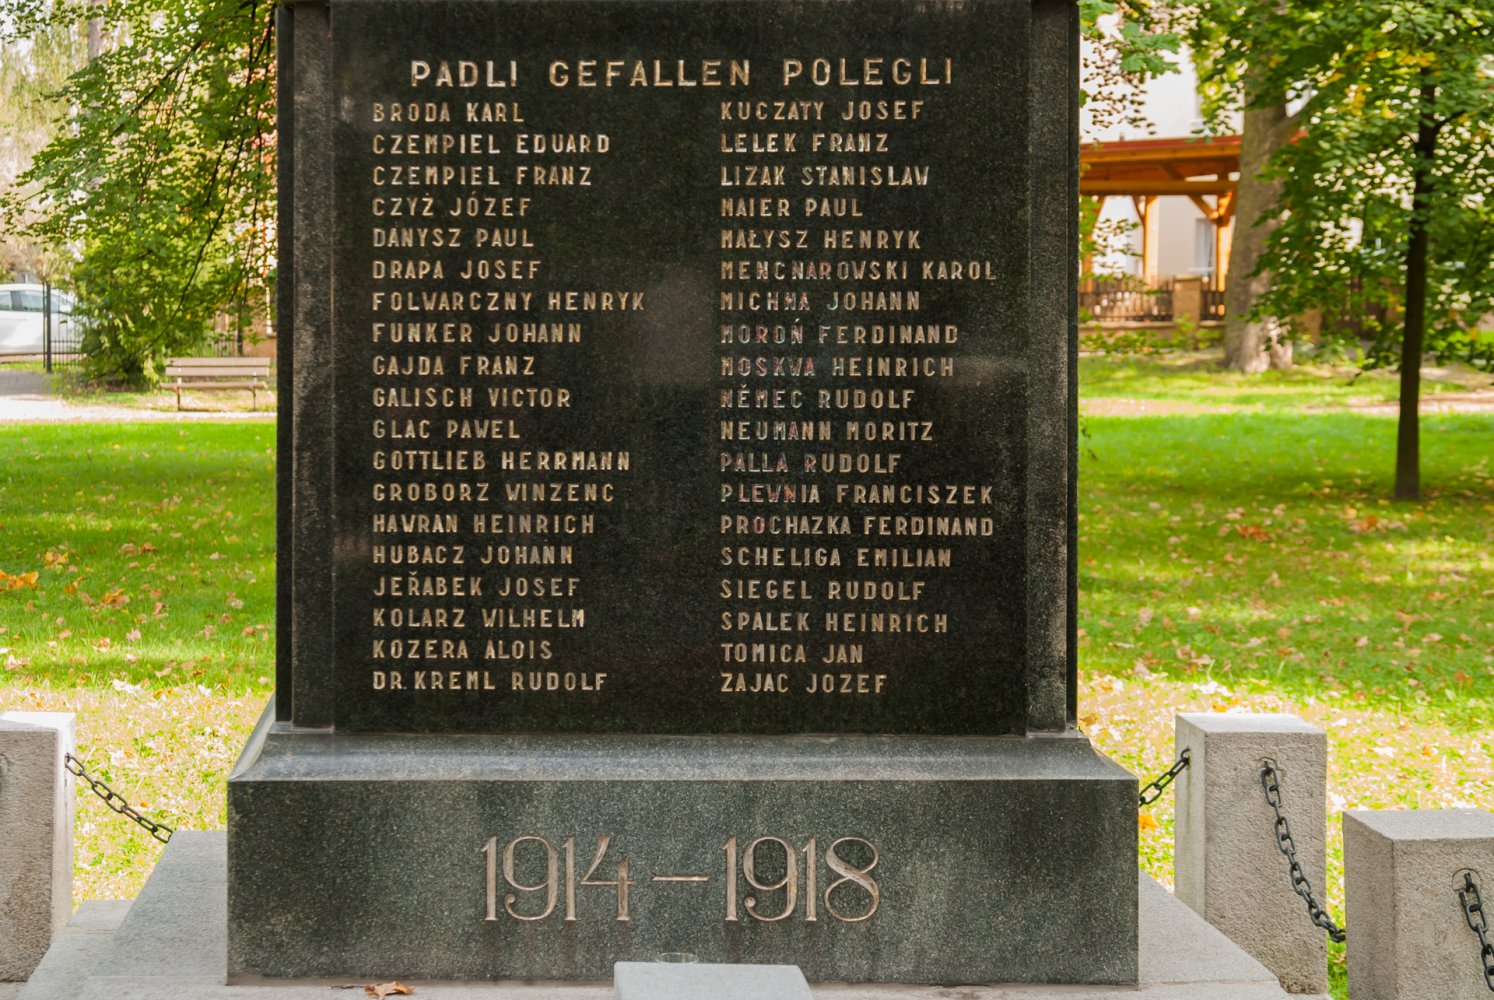 PADLI GEFALLEN POLEGLI
BRODA KARL
CZEMPIEL EDUARD
CZEMPIEL FRANZ
CZYŻ JÓZEF
DANYSZ PAUL
DRAPA JOSEF
FOLWARCZNY HENRYK
FUNKER JOHANN
GAJDA FRANZ
GALISCH VICTOR
GLAC PAWEL
GOTTLIEB HERRMANN
GROBORZ WINZENC
HAWRAN HEINRICH
HUBACZ JOHANN
JEŘABEK JOSEF
KOLARZ WILHELM
KOZERA ALOIS
DR. KREML RUDOLF
KUCZATY JOSEF
LELEK FRANZ
LIZAK STANISLAW
MAIER PAUL
MAŁYSZ HENRYK
MENCNAROWSKI KAROL
MICHNA JOHANN
MOROŃ FERDINAND
MOSKWA HEINRICH
NĚMEC RUDOLF
NEUMANN MORITZ
PALLA RUDOLF
PLEWNIA FRANCISZEK
PROCHAZKA FERDINAND
SCHELIGA EMILIAN
SIEGEL RUDOLF
SPALEK HEINRICH
TOMICA JAN
ZAJAC JOZEF
1914 – 1918